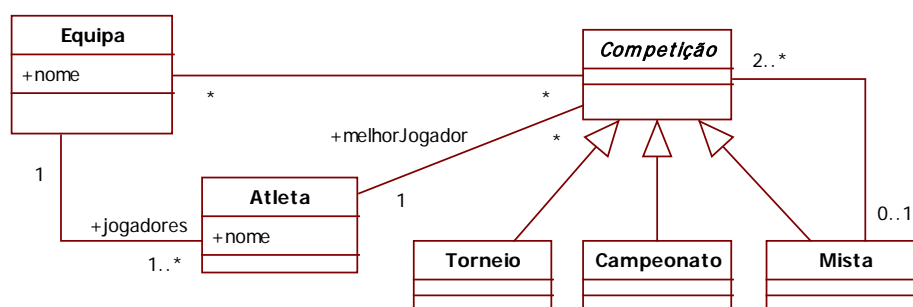 Equipa
+nome
Competição
2..*
*
*
+melhorJogador
*
1
Atleta
1
+jogadores
+nome
0..1
1..*
Torneio
Campeonato
Mista